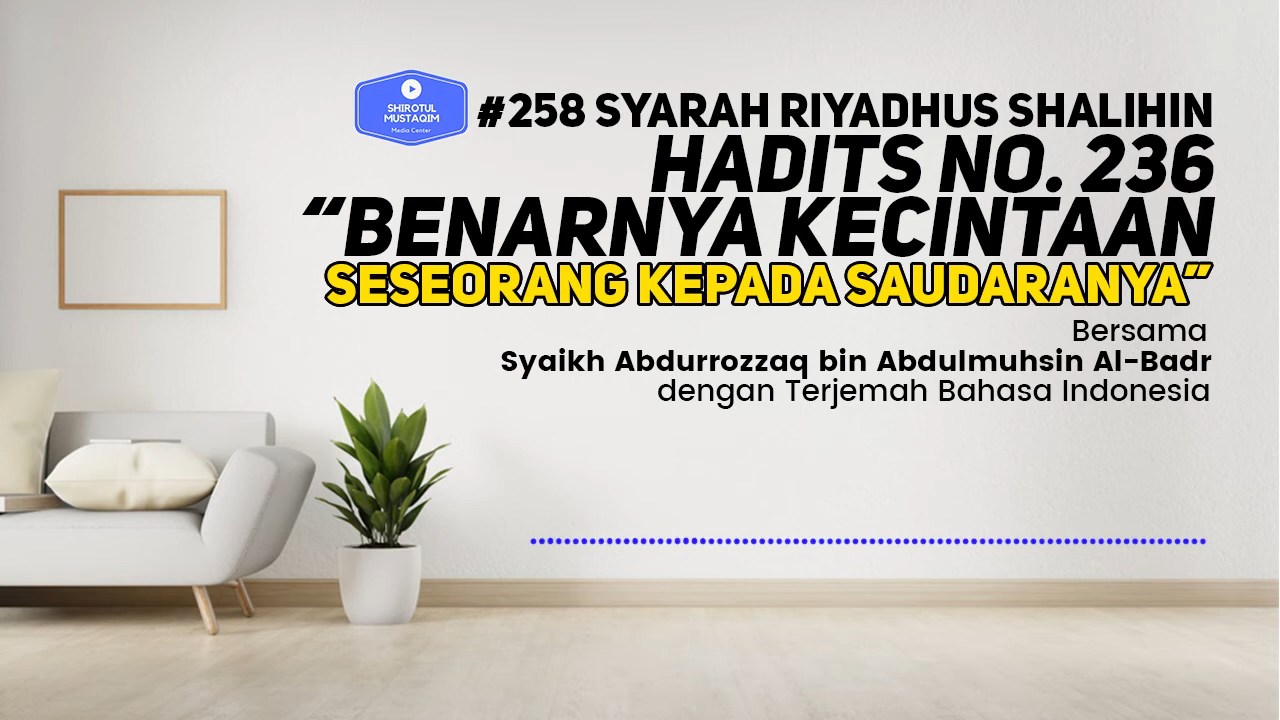 SHIROTUL
MUSTAQIM
Media Center
#258 SYARAH RIYADHUS SHALIHIN
HADITS NO. 236
“BENARNYA KECINTAAN
SESEORANG KEPADA SAUDARANYA”
Bersama
Syaikh Abdurrozzaq bin Abdulmuhsin Al-Badr
dengan Terjemah Bahasa Indonesia